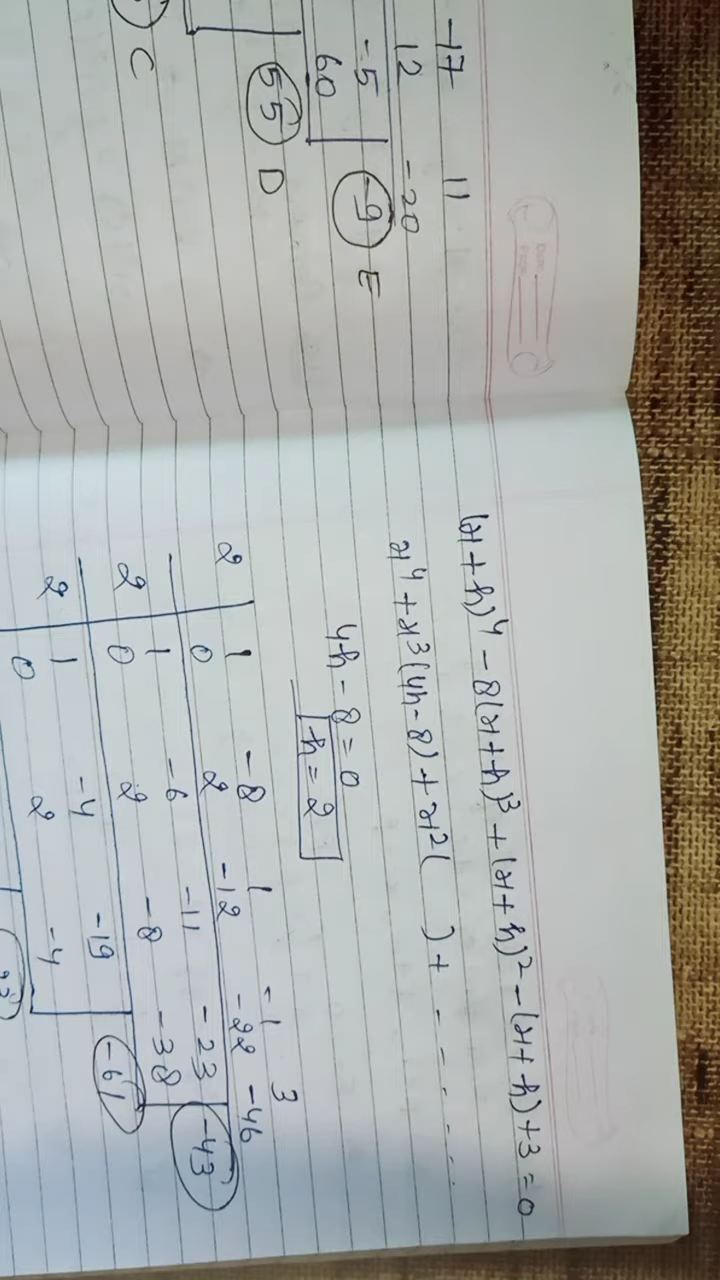 -17 11
12 -20
-5 (-9) E
60
(55) D
C
Date
Page
(x+h)⁴ - 8(x+h)³ + (x+h)² - (x+h) + 3 = 0
x⁴ + x³(4h-8) + x²( ) + - - - - - -
4h - 8 = 0
h = 2
2 1 -8 1 -1 3
0 2 -12 -22 -46
2 1 -6 -11 -23 (-43)
0 2 -8 -38
2 1 -4 -19 (-61)
0 2 -4